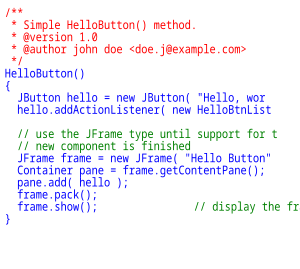 /**
 * Simple HelloButton() method.
 * @version 1.0
 * @author john doe <doe.j@example.com>
 */
HelloButton()
{
  JButton hello = new JButton( "Hello, wor
  hello.addActionListener( new HelloBtnList

  // use the JFrame type until support for t
  // new component is finished
  JFrame frame = new JFrame( "Hello Button"
  Container pane = frame.getContentPane();
  pane.add( hello );
  frame.pack();
  frame.show();               // display the fr
}